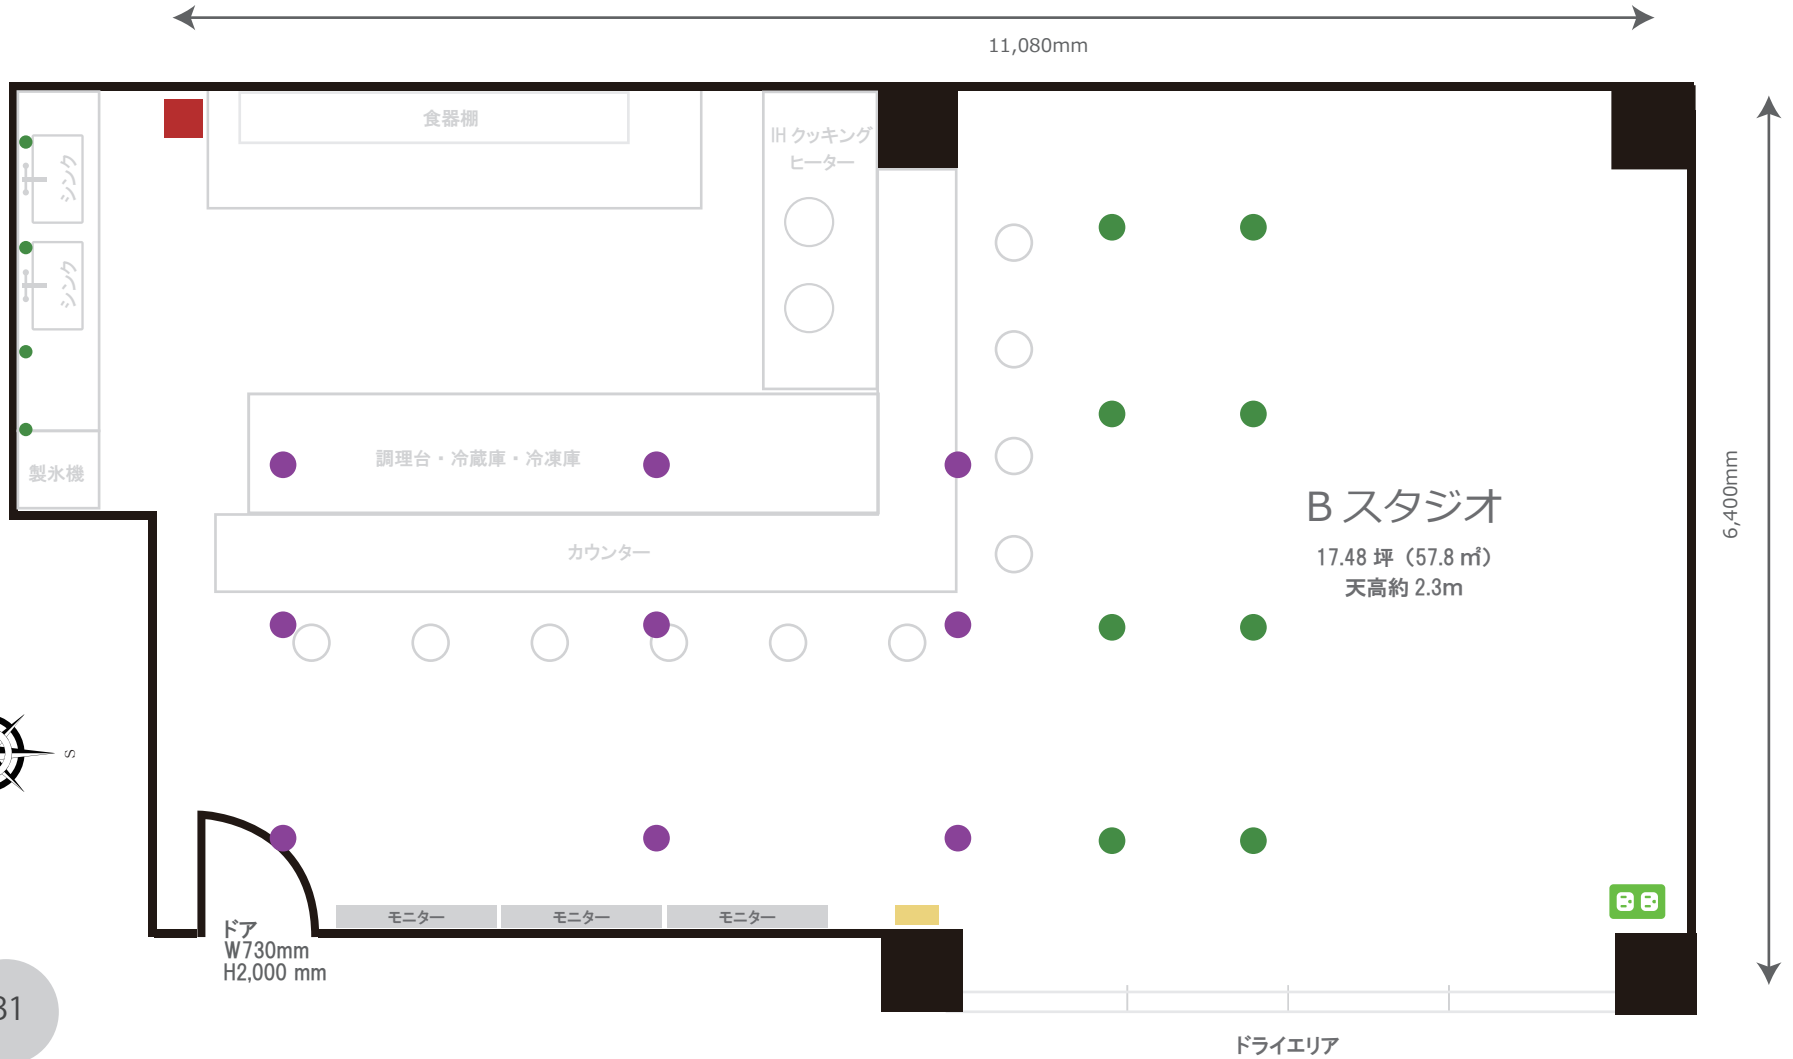 11,080mm
食器棚
IH クッキング
ヒーター
シンク
シンク
製氷機
調理台・冷蔵庫・冷凍庫
カウンター
B スタジオ
17.48 坪（57.8 ㎡）
天高約 2.3m
6,400mm
S
モニター
モニター
モニター
ドア
W730mm
H2,000 mm
ドライエリア